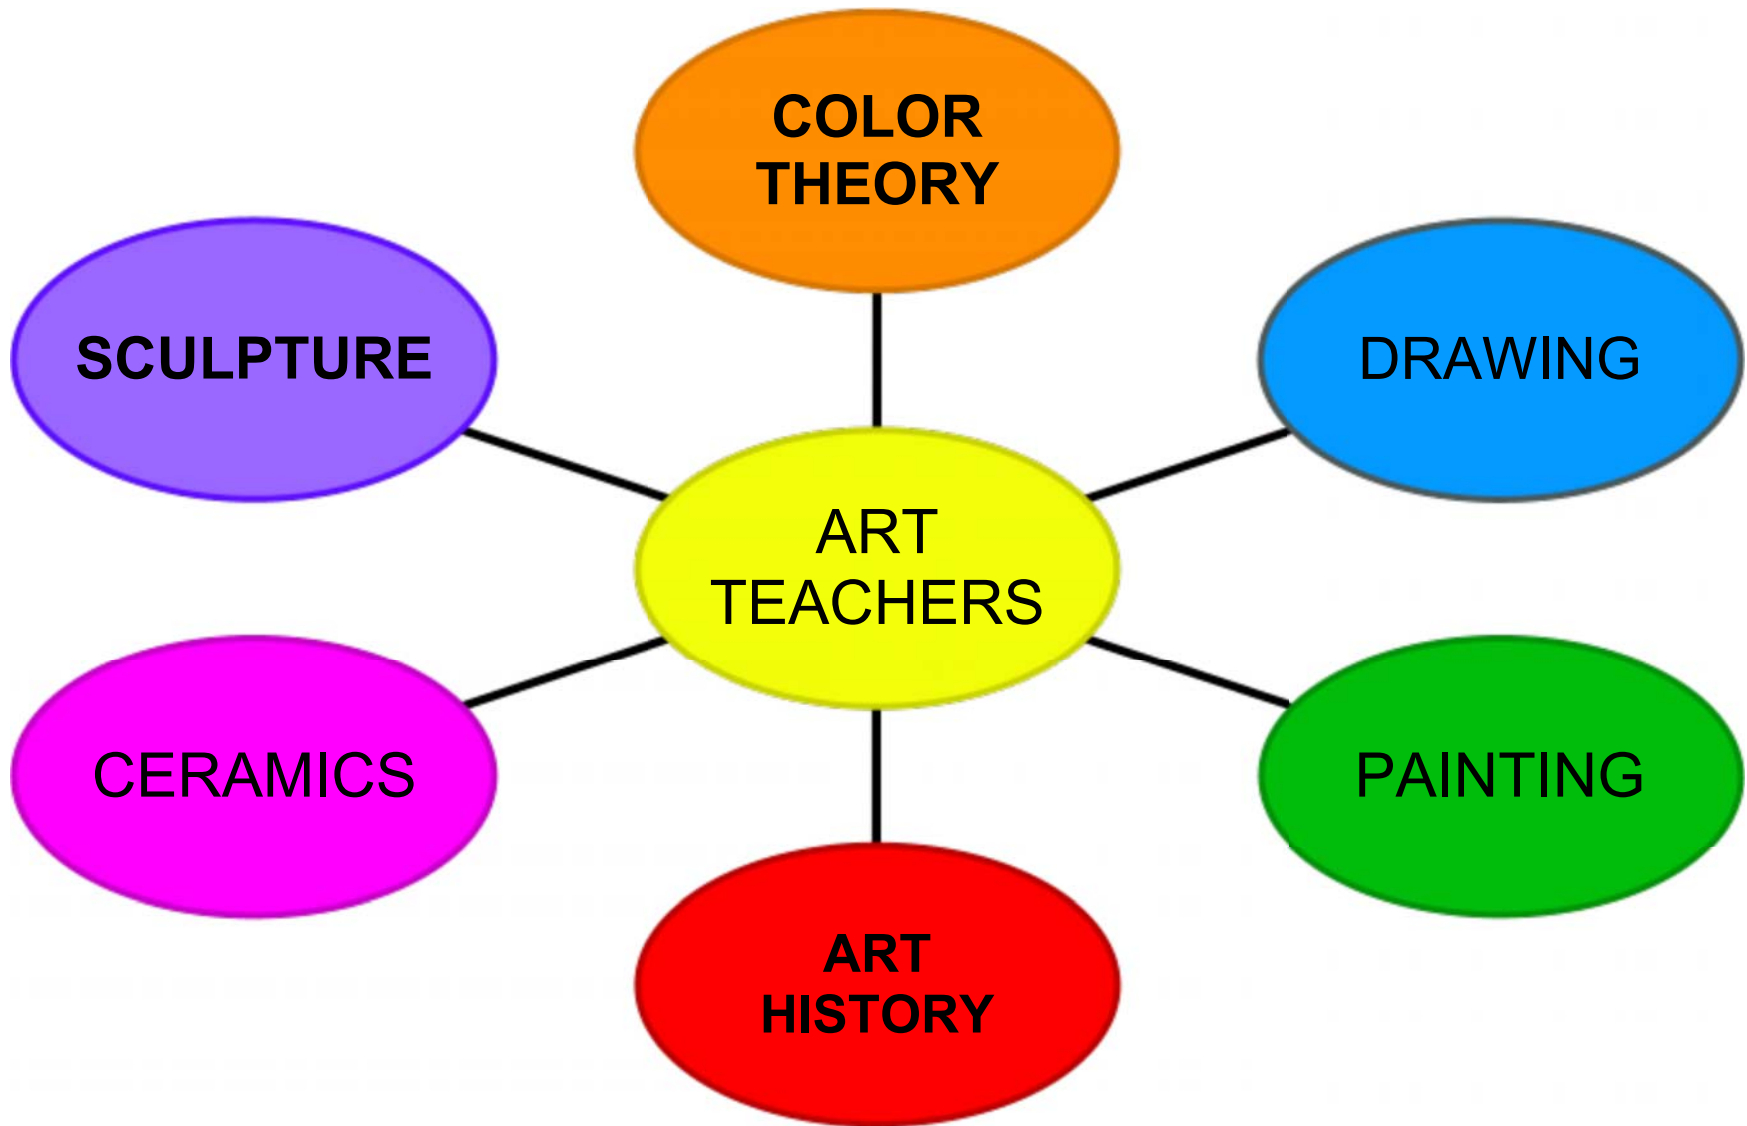 COLOR
THEORY
SCULPTURE
DRAWING
ART
TEACHERS
CERAMICS
PAINTING
ART
HISTORY